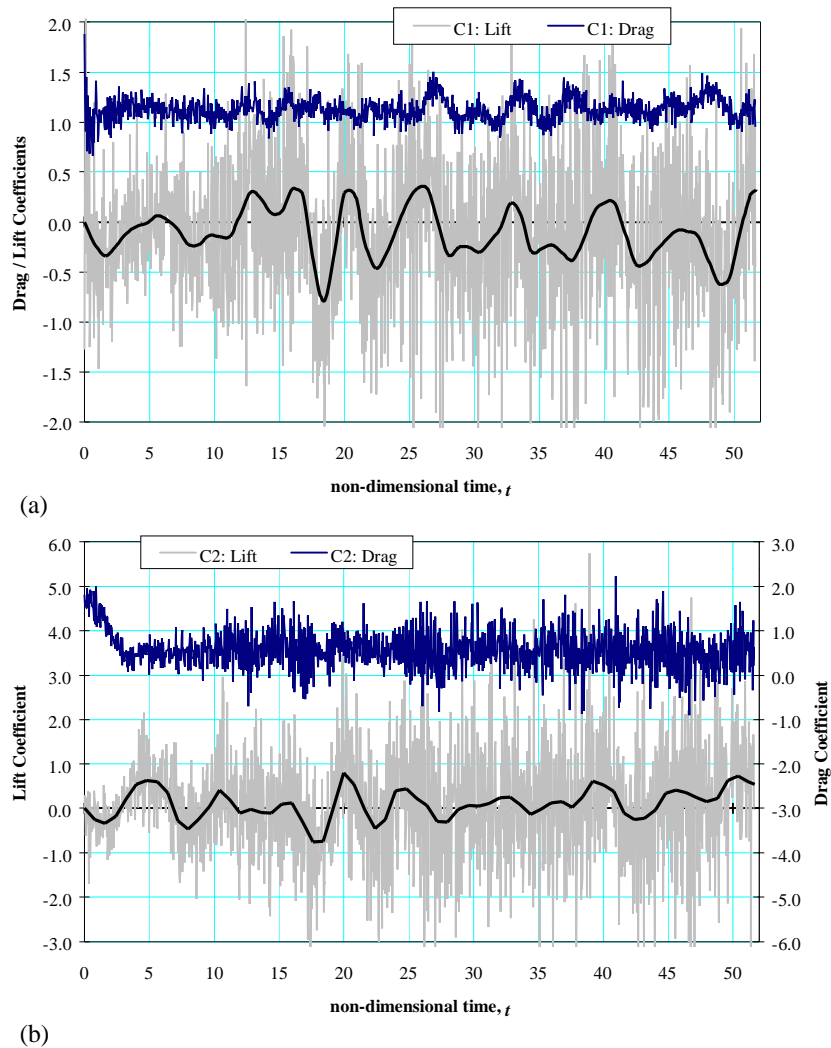 C1: Lift C1: Drag
2.0
1.5
1.0
0.5
0.0
-0.5
-1.0
-1.5
-2.0
Drag / Lift Coefficients
0 5 10 15 20 25 30 35 40 45 50
non-dimensional time, t
(a)
C2: Lift C2: Drag
6.0 3.0
5.0 2.0
4.0 1.0
3.0 0.0
2.0 -1.0
1.0 -2.0
0.0 -3.0
-1.0 -4.0
-2.0 -5.0
-3.0 -6.0
Lift Coefficient
Drag Coefficient
0 5 10 15 20 25 30 35 40 45 50
non-dimensional time, t
(b)